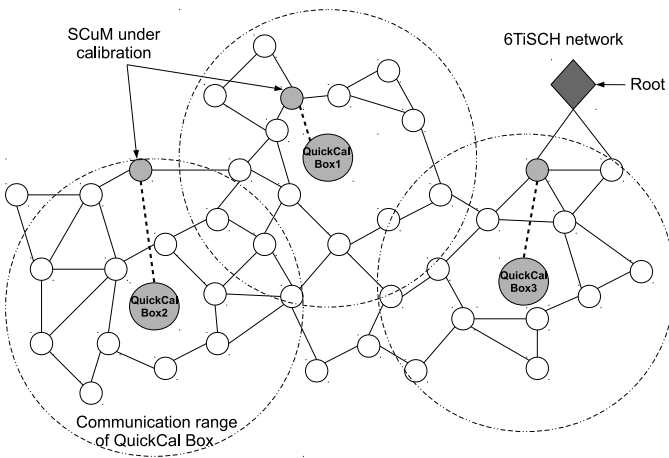 SCuM under
calibration
6TiSCH network
Root
QuickCal
Box1
QuickCal
Box2
QuickCal
Box3
Communication range
of QuickCal Box